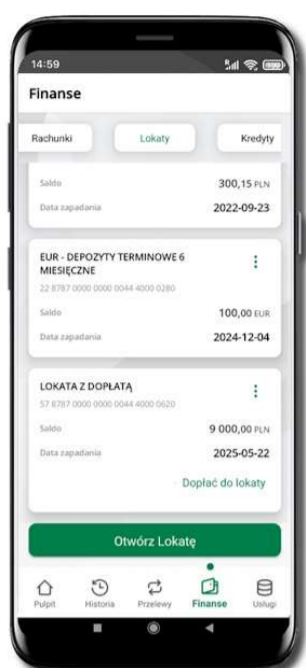 14:59
Finanse
Rachunki
Lokaty
Kredyty
Saldo
300,15 PLN
Data zapadania
2022-09-23
EUR - DEPOZYTY TERMINOWE 6
MIESIĘCZNE
22 8787 0000 0000 0044 4000 0280
Saldo
100,00 EUR
Data zapadania
2024-12-04
LOKATA Z DOPŁATĄ
57 8787 0000 0000 0044 4000 0620
Saldo
9 000,00 PLN
Data zapadania
2025-05-22
Dopłać do lokaty
Otwórz Lokatę
Pulpit
Historia
Przelewy
Finanse
Usługi